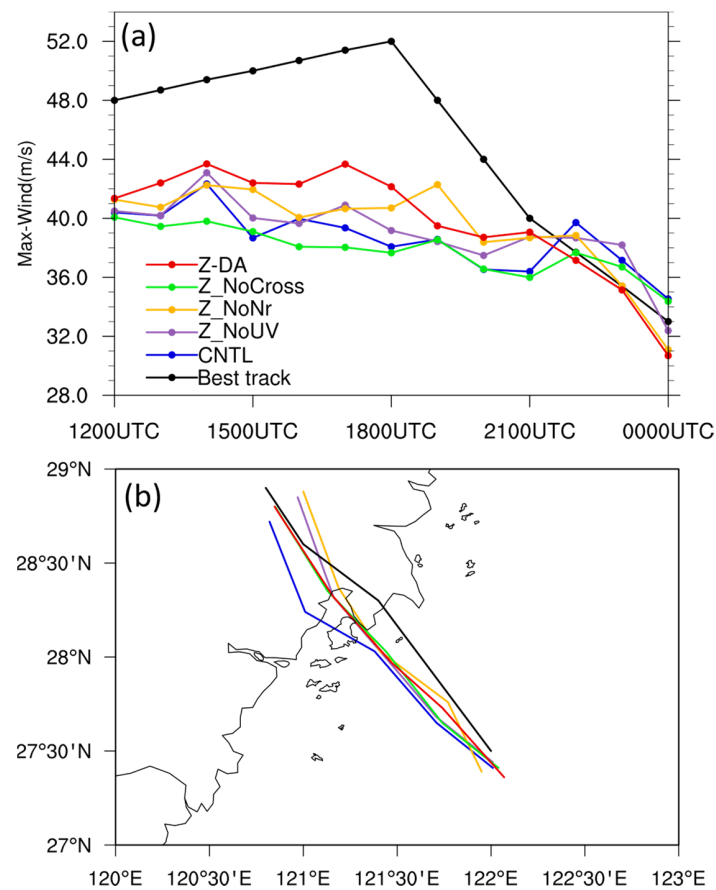 (a)
52.0
48.0
44.0
40.0
36.0
32.0
28.0
Max-Wind(m/s)
Z-DA
Z_NoCross
Z_NoNr
Z_NoUV
CNTL
Best track
1200UTC 1500UTC 1800UTC 2100UTC 0000UTC
(b)
29°N
28°30'N
28°N
27°30'N
27°N
120°E 120°30'E 121°E 121°30'E 122°E 122°30'E 123°E